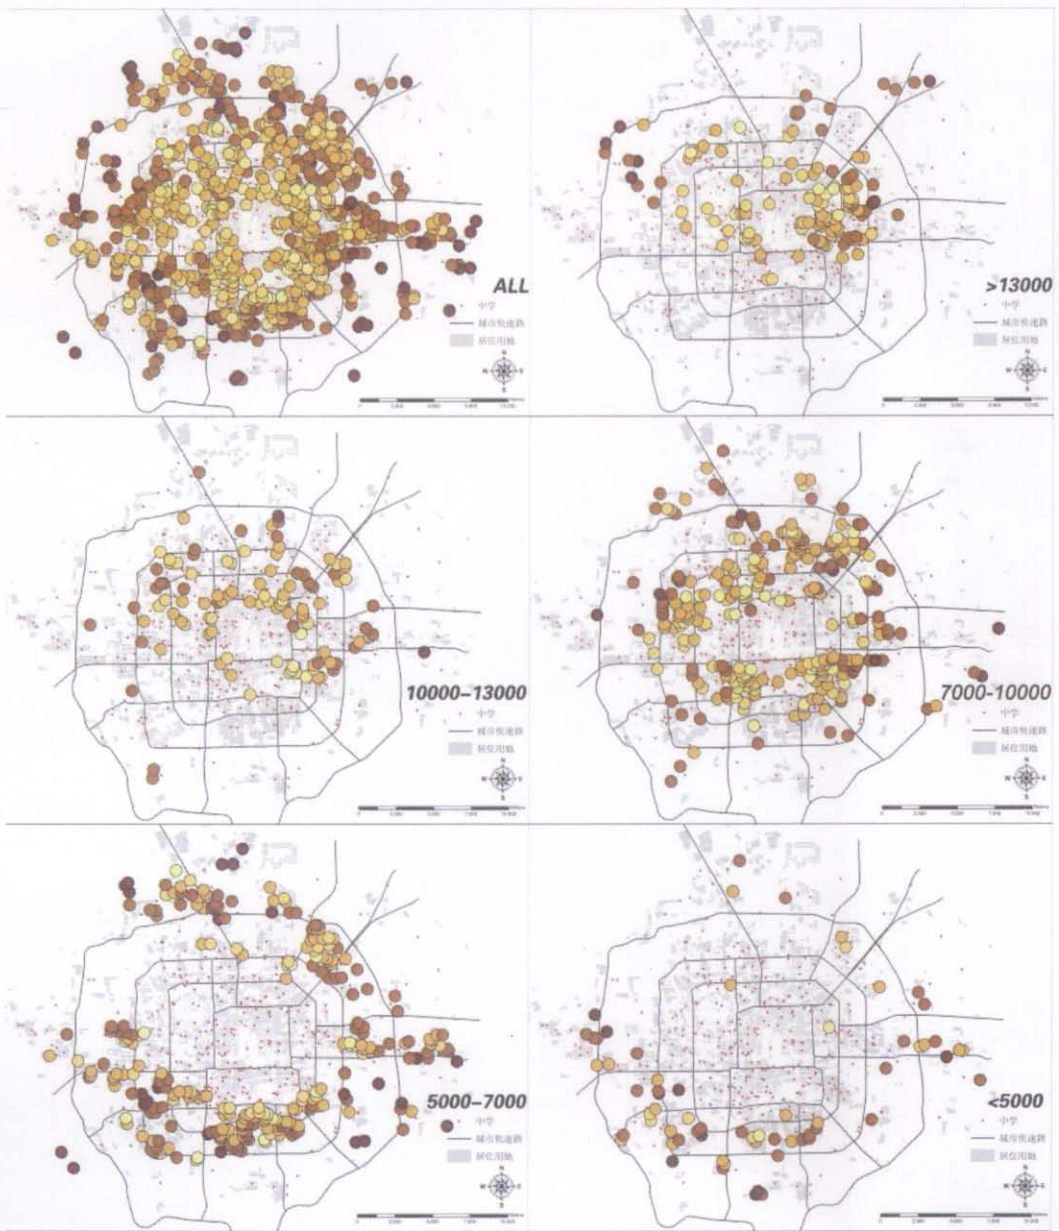 ALL
中学
城市快速路
居住用地
N
W E
S
>13000
中学
城市快速路
居住用地
N
W E
S
10000-13000
中学
城市快速路
居住用地
N
W E
S
7000-10000
中学
城市快速路
居住用地
N
W E
S
5000-7000
中学
城市快速路
居住用地
N
W E
S
<5000
中学
城市快速路
居住用地
N
W E
S